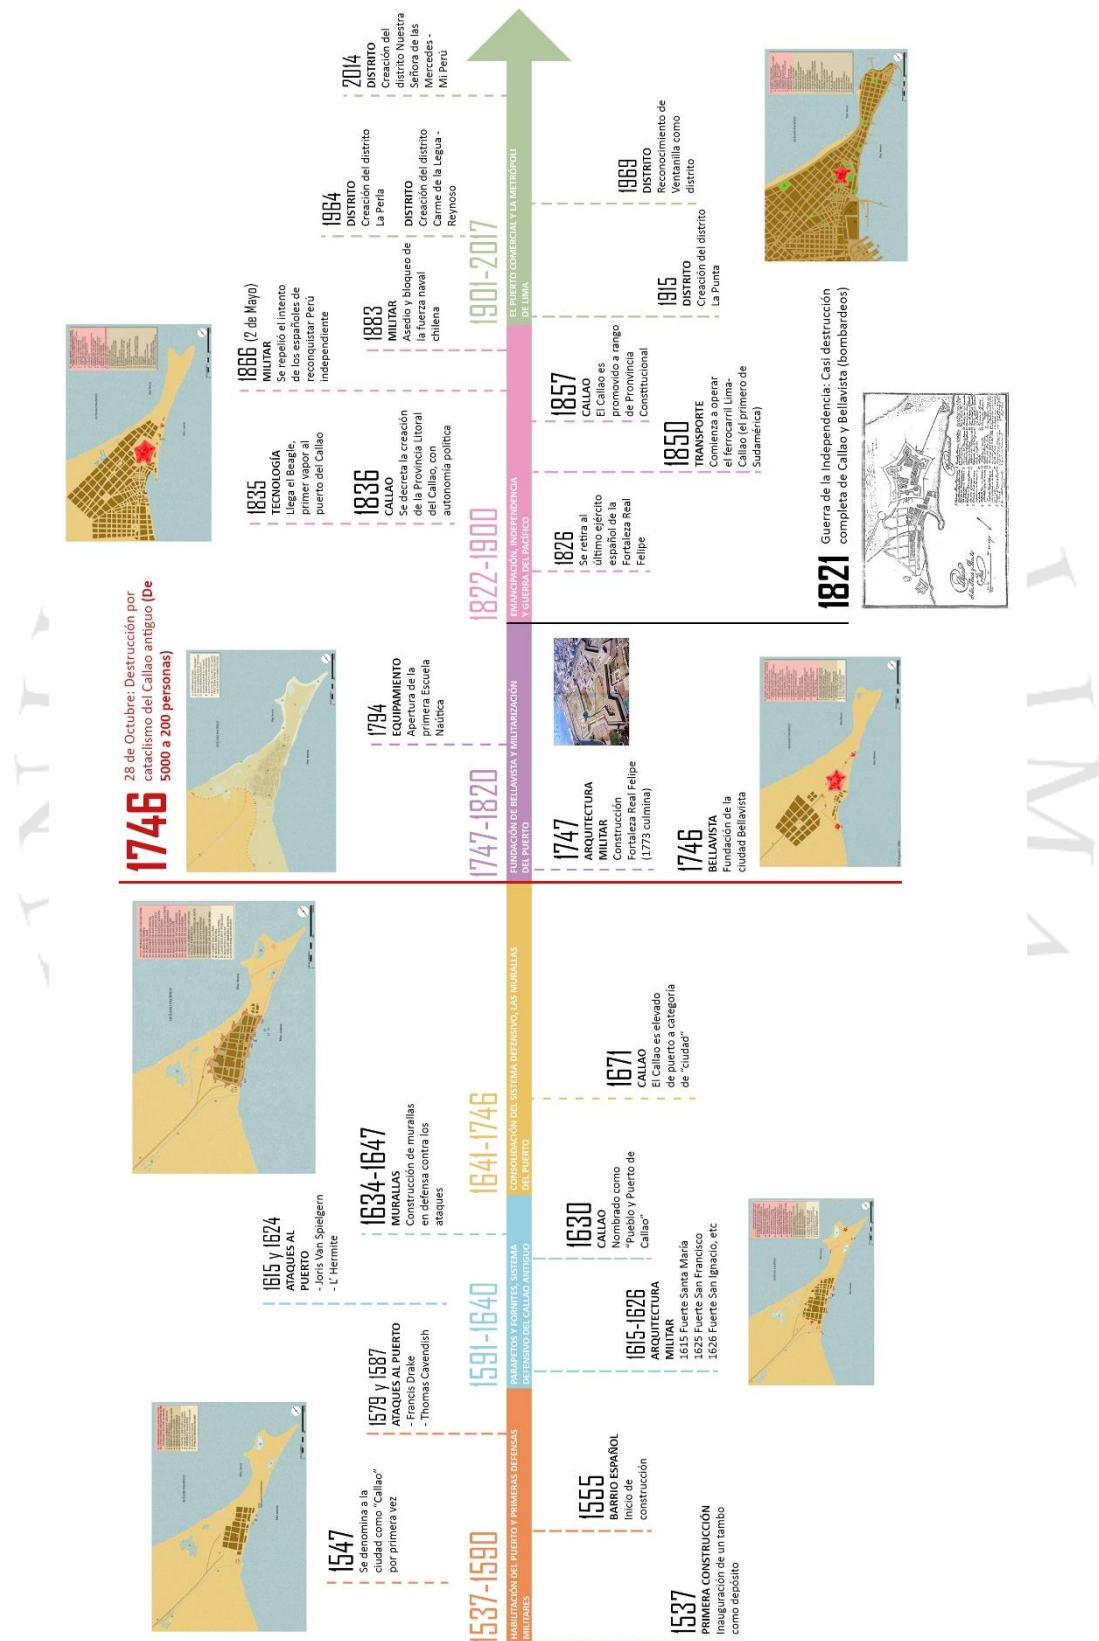 1537-1590
HABILITACIÓN DEL PUERTO Y PRIMERAS DEFENSAS
MILITARES
1537
PRIMERA CONSTRUCCIÓN
Inauguración de un tambo
como depósito
1547
Se denomina a la
ciudad como "Callao"
por primera vez
1555
BARRIO ESPAÑOL
Inicio de
construcción
1579 y 1587
ATAQUES AL PUERTO
- Francis Drake
- Thomas Cavendish
1591-1640
PARAPETOS Y FORNITES, SISTEMA
DEFENSIVO DEL CALLAO ANTIGUO
1615-1626
ARQUITECTURA
MILITAR
1615 Fuerte Santa María
1625 Fuerte San Francisco
1626 Fuerte San Ignacio, etc
1615 y 1624
ATAQUES AL
PUERTO
- Joris Van Spielgern
- L' Hermite
1630
CALLAO
Nombrado como
"Pueblo y Puerto de
Callao"
1634-1647
MURALLAS
Construcción de murallas
en defensa contra los
ataques
1641-1746
CONSOLIDACIÓN DEL SISTEMA DEFENSIVO, LAS MURALLAS
DEL PUERTO
1671
CALLAO
El Callao es elevado
de puerto a categoría
de "ciudad"
1746
28 de Octubre: Destrucción por
cataclismo del Callao antiguo (De
5000 a 200 personas)
1747-1820
FUNDACIÓN DE BELLAVISTA Y MILITARIZACIÓN
DEL PUERTO
1746
BELLAVISTA
Fundación de la
ciudad Bellavista
1747
ARQUITECTURA
MILITAR
Construcción
Fortaleza Real Felipe
(1773 culmina)
1794
EQUIPAMIENTO
Apertura de la
primera Escuela
Naútica
1821
Guerra de la Independencia: Casi destrucción
completa de Callao y Bellavista (bombardeos)
1822-1900
EMANCIPACIÓN, INDEPENDENCIA
Y GUERRA DEL PACÍFICO
1826
Se retira al
último ejército
español de la
Fortaleza Real
Felipe
1835
TECNOLOGÍA
Llega el Beagle,
primer vapor al
puerto del Callao
1836
CALLAO
Se decreta la creación
de la Provincia Litoral
del Callao, con
autonomía política
1850
TRANSPORTE
Comienza a operar
el ferrocarril Lima-
Callao (el primero de
Sudamérica)
1857
CALLAO
El Callao es
promovido a rango
de Pronvincia
Constitucional
1866 (2 de Mayo)
MILITAR
Se repelió el intento
de los españoles de
reconquistar Perú
independiente
1883
MILITAR
Asedio y bloqueo de
la fuerza naval
chilena
1901-2017
EL PUERTO COMERCIAL Y LA METRÓPOLI
DE LIMA
1915
DISTRITO
Creación del distrito
La Punta
1964
DISTRITO
Creación del distrito
La Perla
DISTRITO
Creación del distrito
Carme de la Legua -
Reynoso
1969
DISTRITO
Reconocimiento de
Ventanilla como
distrito
2014
DISTRITO
Creación del
distrito Nuestra
Señora de las
Mercedes -
Mi Perú